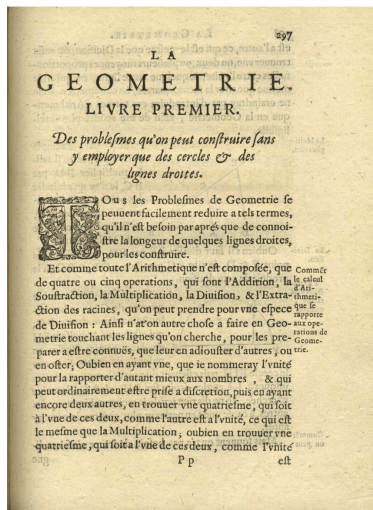 297
LA
GEOMETRIE.
LIVRE PREMIER.
Des problesmes qu'on peut construire sans
y employer que des cercles & des
lignes droites.
TOus les Problesmes de Geometrie se
peuuent facilement reduire a tels termes,
qu'il n'est besoin par aprés que de connoi-
stre la longeur de quelques lignes droites,
pour les construire.
Et comme toute l'Arithmetique n'est composée, que
de quatre ou cinq operations, qui sont l'Addition, la
Soustraction, la Multiplication, la Diuision, & l'Extra-
ction des racines, qu'on peut prendre pour vne espece
de Diuision : Ainsi n'at'on autre chose a faire en Geo-
metrie touchant les lignes qu'on cherche, pour les pre-
parer a estre connuës, que leur en adiouster d'autres, ou
en oster, Oubien en ayant vne, que ie nommeray l'vnité
pour la rapporter d'autant mieux aux nombres, & qui
peut ordinairement estre prise a discretion, puis en ayant
encore deux autres, en trouuer vne quatriesme, qui soit
à l'vne de ces deux, comme l'autre est a l'vnité, ce qui est
le mesme que la Multiplication; oubien en trouuer vne
quatriesme, qui soit a l'vne de ces deux, comme l'vnité
Pp est
Commēt
le calcul
d'Ari-
thmeti-
que se
rapporte
aux ope-
rations de
Geome-
trie.